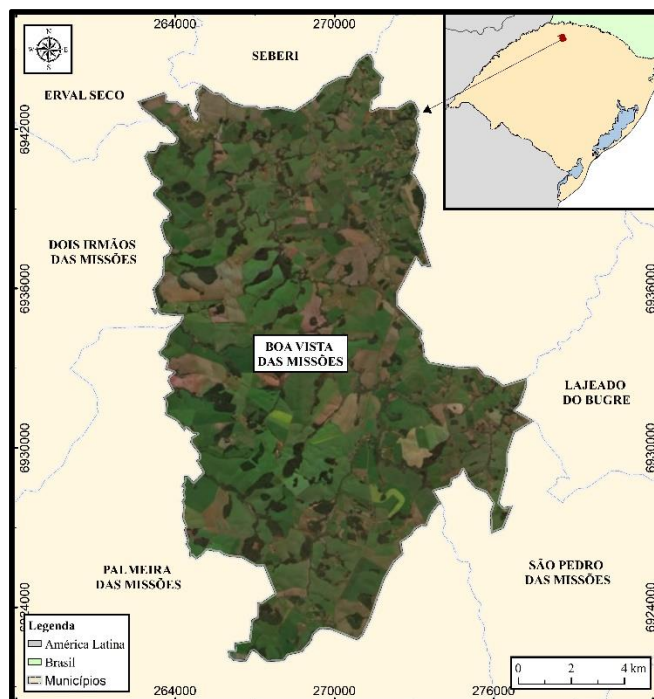 264000
270000
SEBERI
ERVAL SECO
6942000
DOIS IRMÃOS
DAS MISSÕES
6936000
6936000
BOA VISTA
DAS MISSÕES
LAJEADO
DO BUGRE
6930000
6930000
PALMEIRA
DAS MISSÕES
SÃO PEDRO
DAS MISSÕES
6924000
6924000
Legenda
América Latina
Brasil
Municípios
0 2 4 km
264000
270000
276000